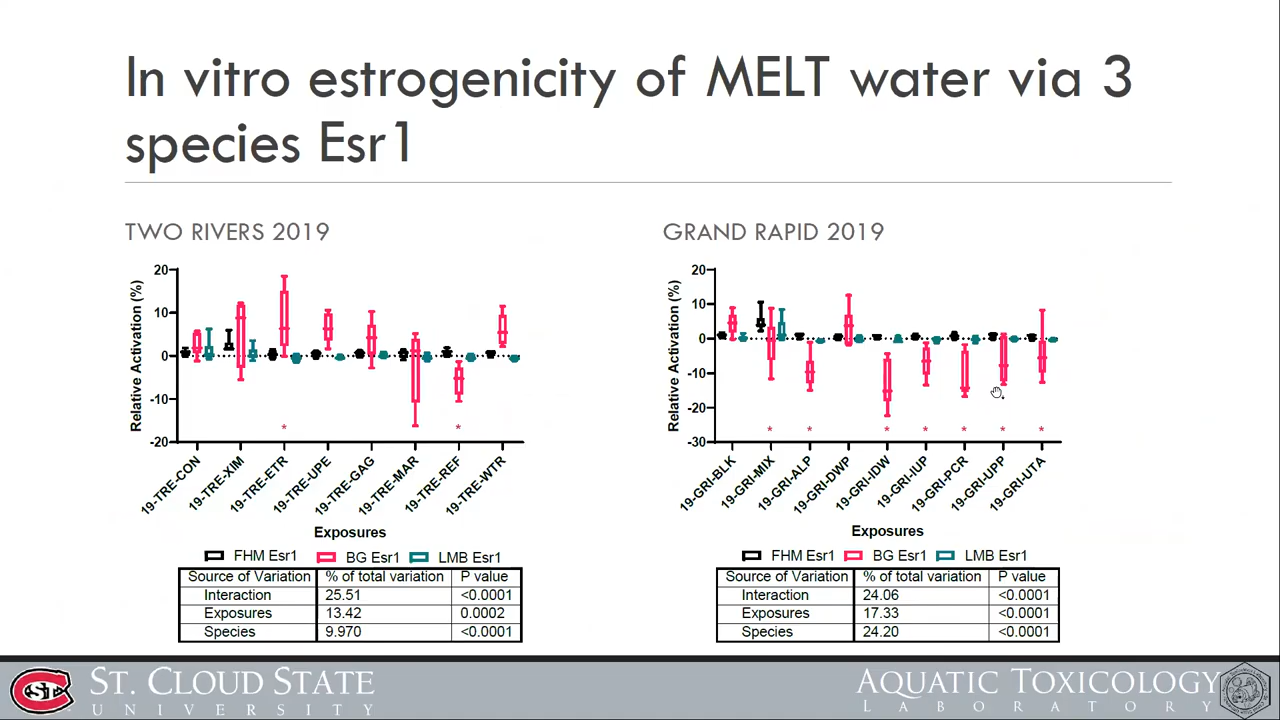 In vitro estrogenicity of MELT water via 3
species Esr1
TWO RIVERS 2019
20
10
0
-10
-20
Relative Activation (%)
* *
19-TRE-CON 19-TRE-XIM 19-TRE-ETR 19-TRE-UPE 19-TRE-GAG 19-TRE-MAR 19-TRE-REF 19-TRE-WTR
Exposures
FHM Esr1 BG Esr1 LMB Esr1
Source of Variation % of total variation P value
Interaction 25.51 <0.0001
Exposures 13.42 0.0002
Species 9.970 <0.0001
GRAND RAPID 2019
20
10
0
-10
-20
-30
Relative Activation (%)
* * * * * * *
19-GRI-BLK 19-GRI-MIX 19-GRI-ALP 19-GRI-DWP 19-GRI-IDW 19-GRI-IUP 19-GRI-PCR 19-GRI-UPP 19-GRI-UTA
Exposures
FHM Esr1 BG Esr1 LMB Esr1
Source of Variation % of total variation P value
Interaction 24.06 <0.0001
Exposures 17.33 <0.0001
Species 24.20 <0.0001
ST. CLOUD STATE
UNIVERSITY
AQUATIC TOXICOLOGY
LABORATORY